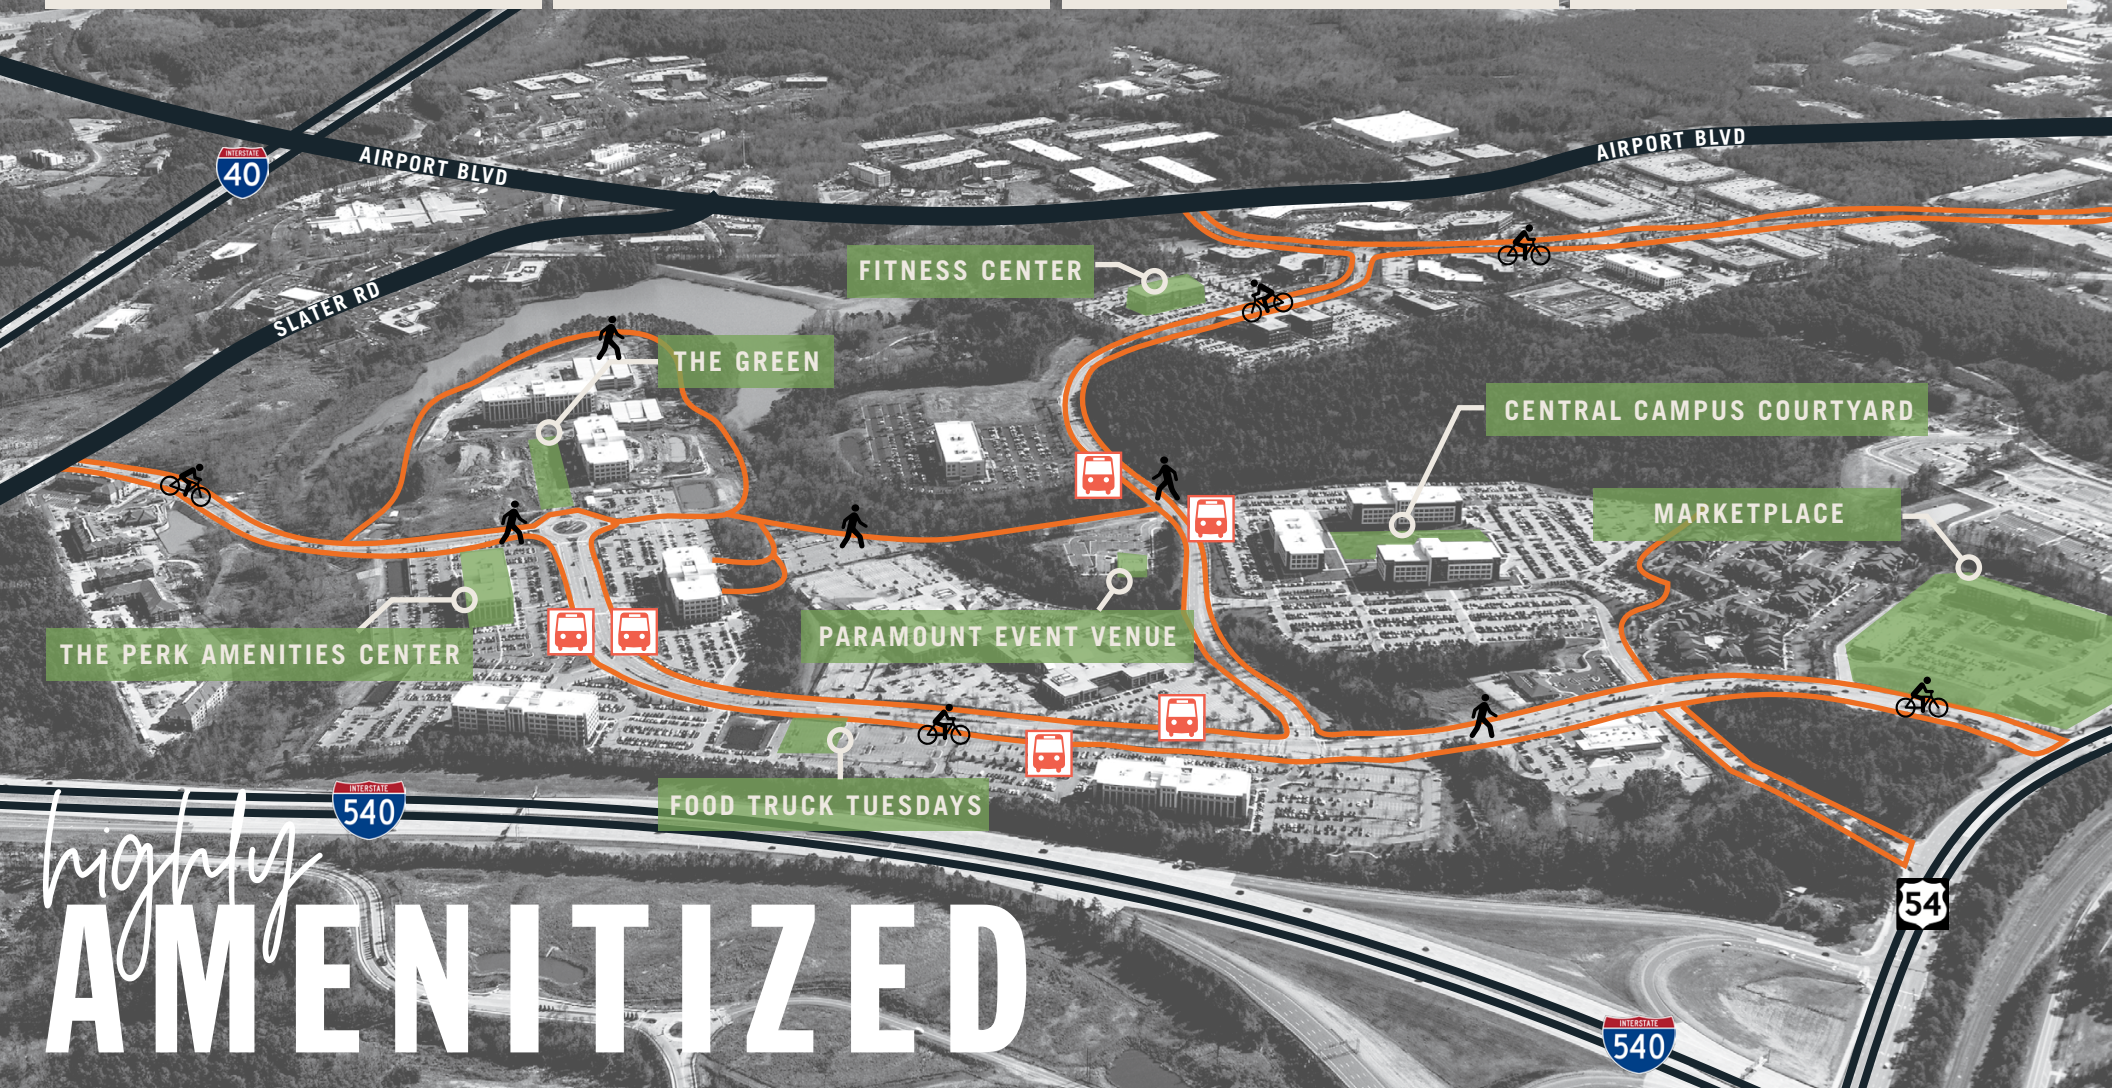 AIRPORT BLVD
INTERSTATE
40
AIRPORT BLVD
SLATER RD
FITNESS CENTER
THE GREEN
CENTRAL CAMPUS COURTYARD
MARKETPLACE
PARAMOUNT EVENT VENUE
THE PERK AMENITIES CENTER
FOOD TRUCK TUESDAYS
INTERSTATE
540
54
highly
AMENITIZED
INTERSTATE
540